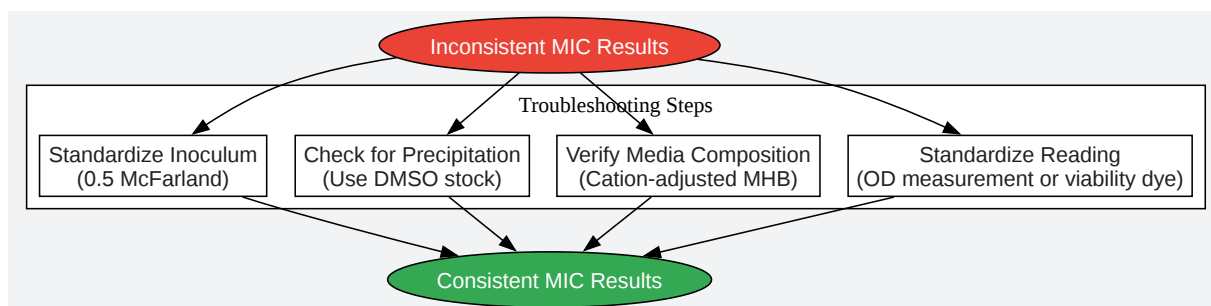 Inconsistent MIC Results
Troubleshooting Steps
Standardize Inoculum
(0.5 McFarland)
Check for Precipitation
(Use DMSO stock)
Verify Media Composition
(Cation-adjusted MHB)
Standardize Reading
(OD measurement or viability dye)
Consistent MIC Results